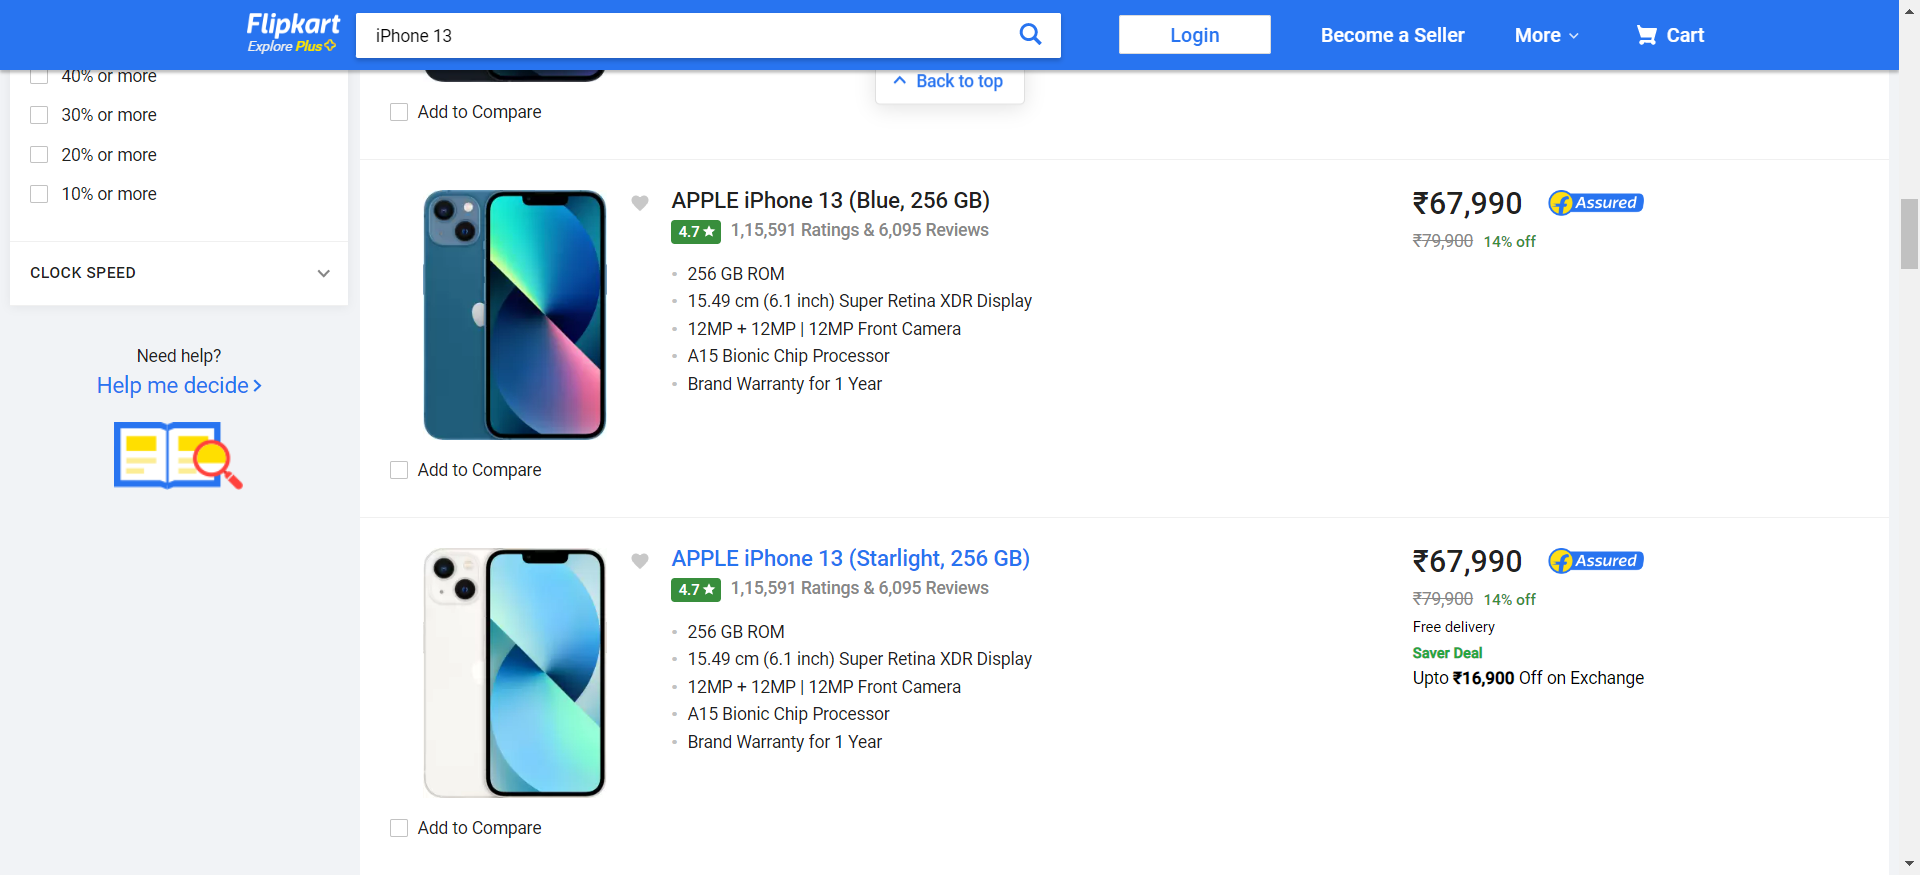 Flipkart
Explore Plus
iPhone 13
Login
Become a Seller
More
Cart
40% or more
30% or more
20% or more
10% or more
CLOCK SPEED
Need help?
Help me decide
Back to top
Add to Compare
APPLE iPhone 13 (Blue, 256 GB)
4.7 1,15,591 Ratings & 6,095 Reviews
256 GB ROM
15.49 cm (6.1 inch) Super Retina XDR Display
12MP + 12MP | 12MP Front Camera
A15 Bionic Chip Processor
Brand Warranty for 1 Year
₹67,990
Assured
₹79,900 14% off
Add to Compare
APPLE iPhone 13 (Starlight, 256 GB)
4.7 1,15,591 Ratings & 6,095 Reviews
256 GB ROM
15.49 cm (6.1 inch) Super Retina XDR Display
12MP + 12MP | 12MP Front Camera
A15 Bionic Chip Processor
Brand Warranty for 1 Year
₹67,990
Assured
₹79,900 14% off
Free delivery
Saver Deal
Upto ₹16,900 Off on Exchange
Add to Compare